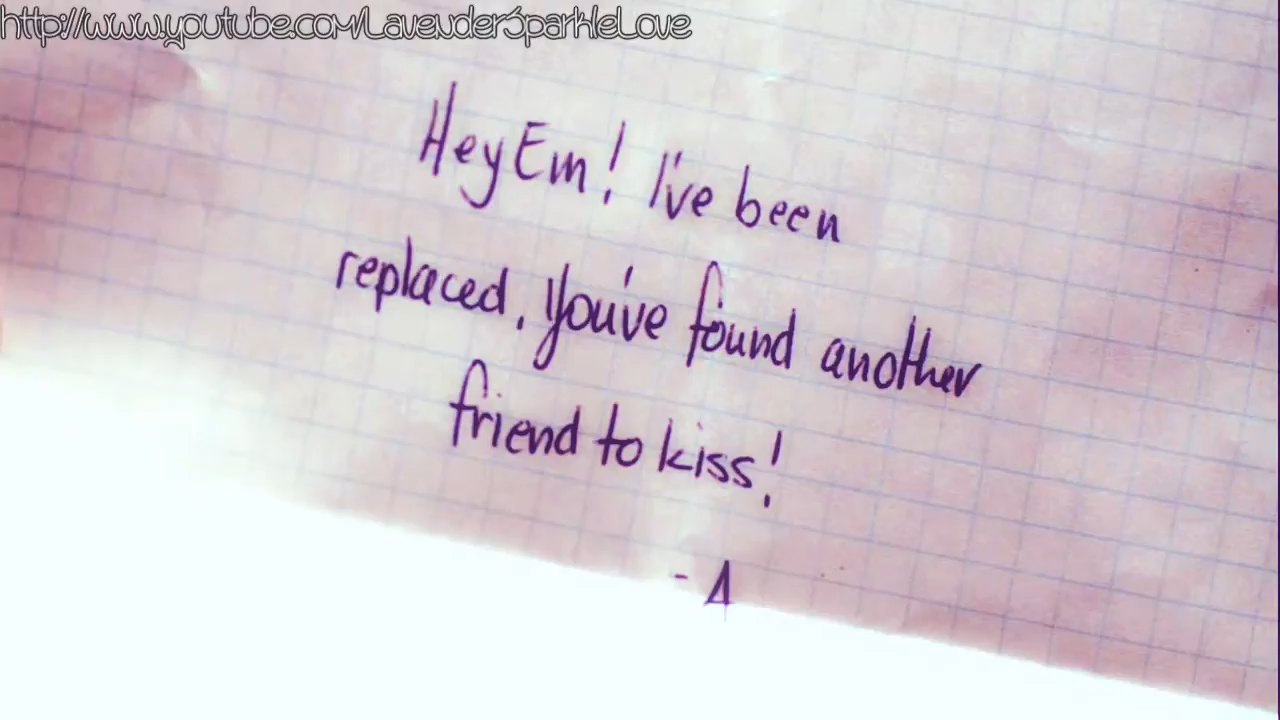 http://www.youtube.com/LavenderSparkleLove
Hey Em! I've been
replaced, you've found another
friend to kiss!
- A